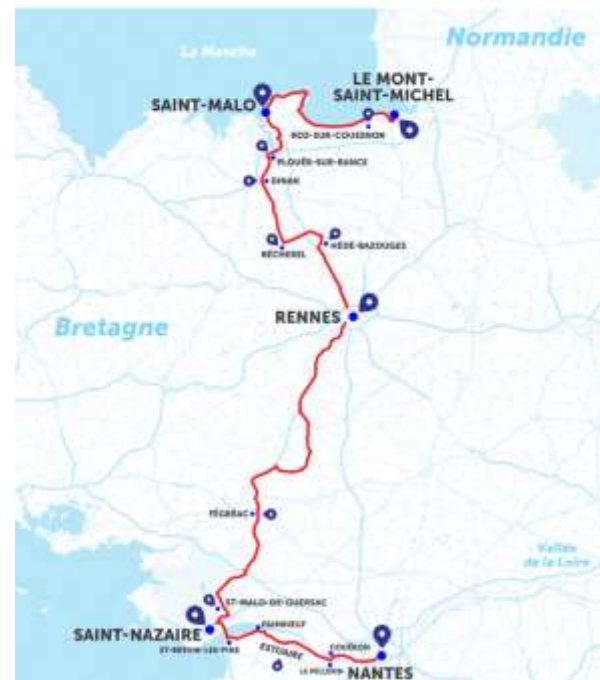 La Manche
Normandie
LE MONT-
SAINT-MICHEL
SAINT-MALO
ROZ-SUR-COUESNON
PLOUËR-SUR-RANCE
DINAN
BÉCHEREL
HÉDÉ-BAZOUGES
RENNES
Bretagne
FÉGRÉAC
Vallée
de la Loire
ST-MALO-DE-GUERSAC
SAINT-NAZAIRE
PAIMBŒUF
ST-BREVIN-LES-PINS
ESTUAIRE
COUËRON
LE PELLERIN
NANTES